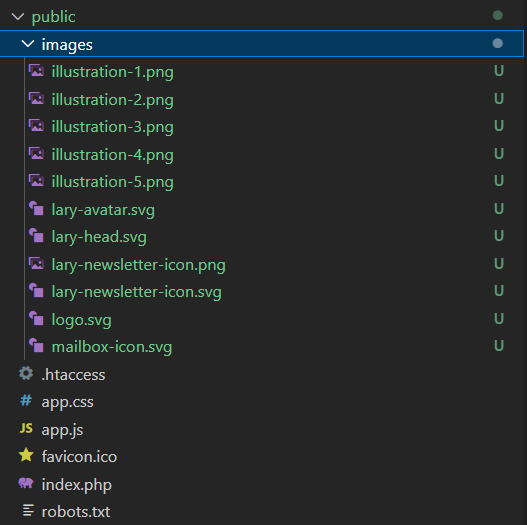 public
images
illustration-1.png U
illustration-2.png U
illustration-3.png U
illustration-4.png U
illustration-5.png U
lary-avatar.svg U
lary-head.svg U
lary-newsletter-icon.png U
lary-newsletter-icon.svg U
logo.svg U
mailbox-icon.svg U
.htaccess
# app.css
JS app.js
favicon.ico
index.php
robots.txt